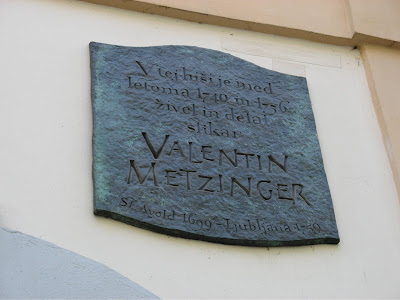 V tej hiši je med
letoma 1740 in 1756
živel in delal
slikar
VALENTIN
METZINGER
St. Avold 1699 - Ljubljana 1759